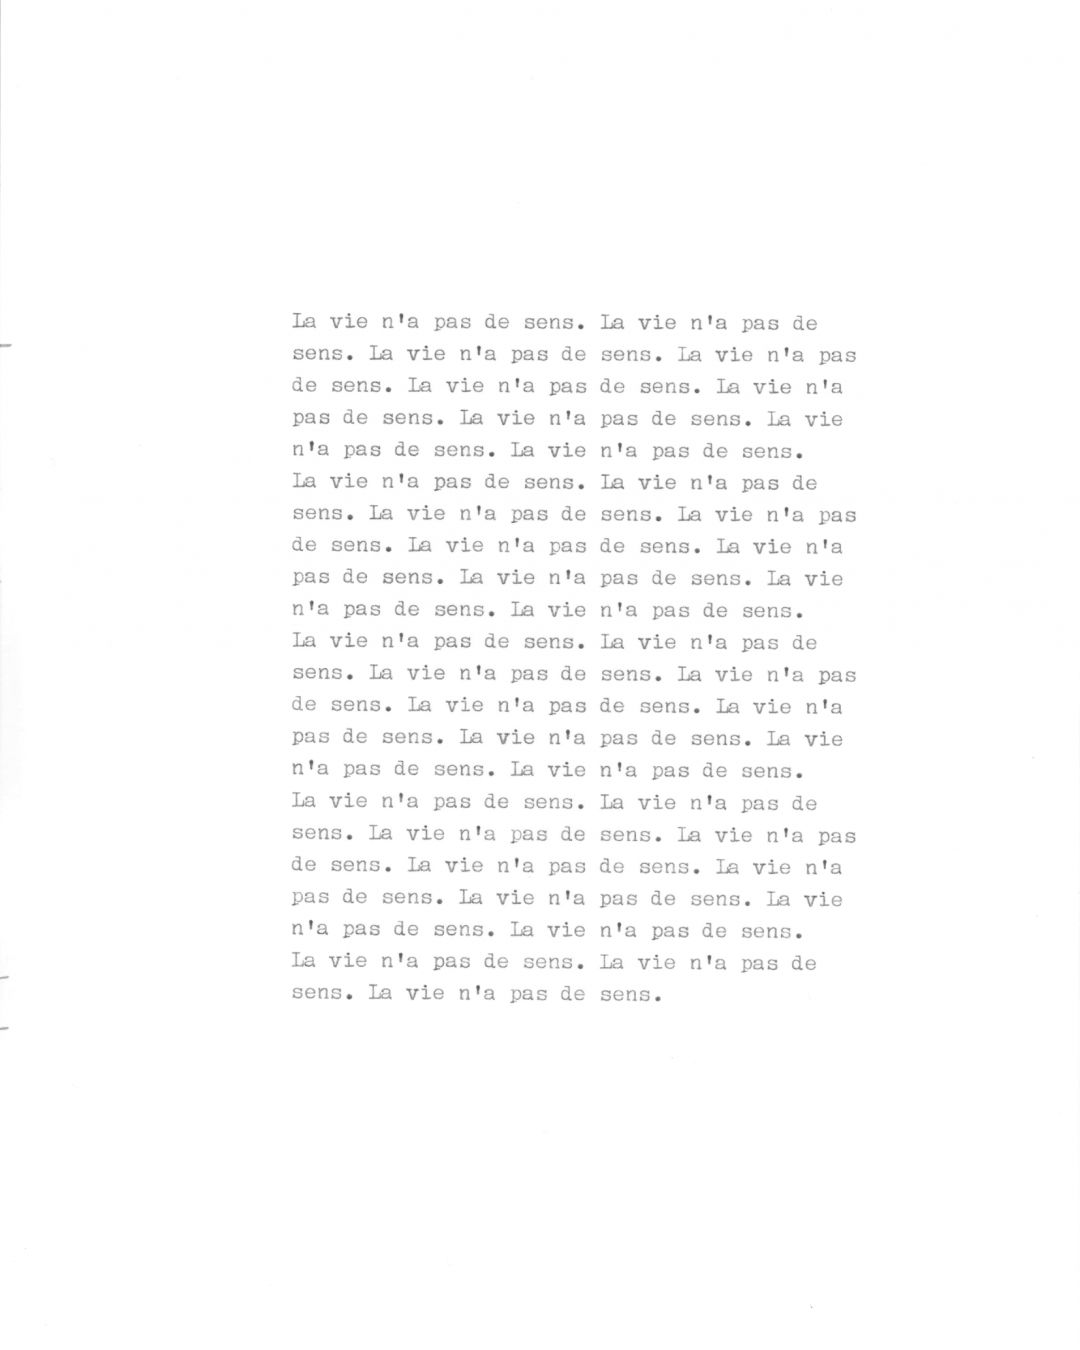 La vie n'a pas de sens. La vie n'a pas de
sens. La vie n'a pas de sens. La vie n'a pas
de sens. La vie n'a pas de sens. La vie n'a
pas de sens. La vie n'a pas de sens. La vie
n'a pas de sens. La vie n'a pas de sens.
La vie n'a pas de sens. La vie n'a pas de
sens. La vie n'a pas de sens. La vie n'a pas
de sens. La vie n'a pas de sens. La vie n'a
pas de sens. La vie n'a pas de sens. La vie
n'a pas de sens. La vie n'a pas de sens.
La vie n'a pas de sens. La vie n'a pas de
sens. La vie n'a pas de sens. La vie n'a pas
de sens. La vie n'a pas de sens. La vie n'a
pas de sens. La vie n'a pas de sens. La vie
n'a pas de sens. La vie n'a pas de sens.
La vie n'a pas de sens. La vie n'a pas de
sens. La vie n'a pas de sens. La vie n'a pas
de sens. La vie n'a pas de sens. La vie n'a
pas de sens. La vie n'a pas de sens. La vie
n'a pas de sens. La vie n'a pas de sens.
La vie n'a pas de sens. La vie n'a pas de
sens. La vie n'a pas de sens.